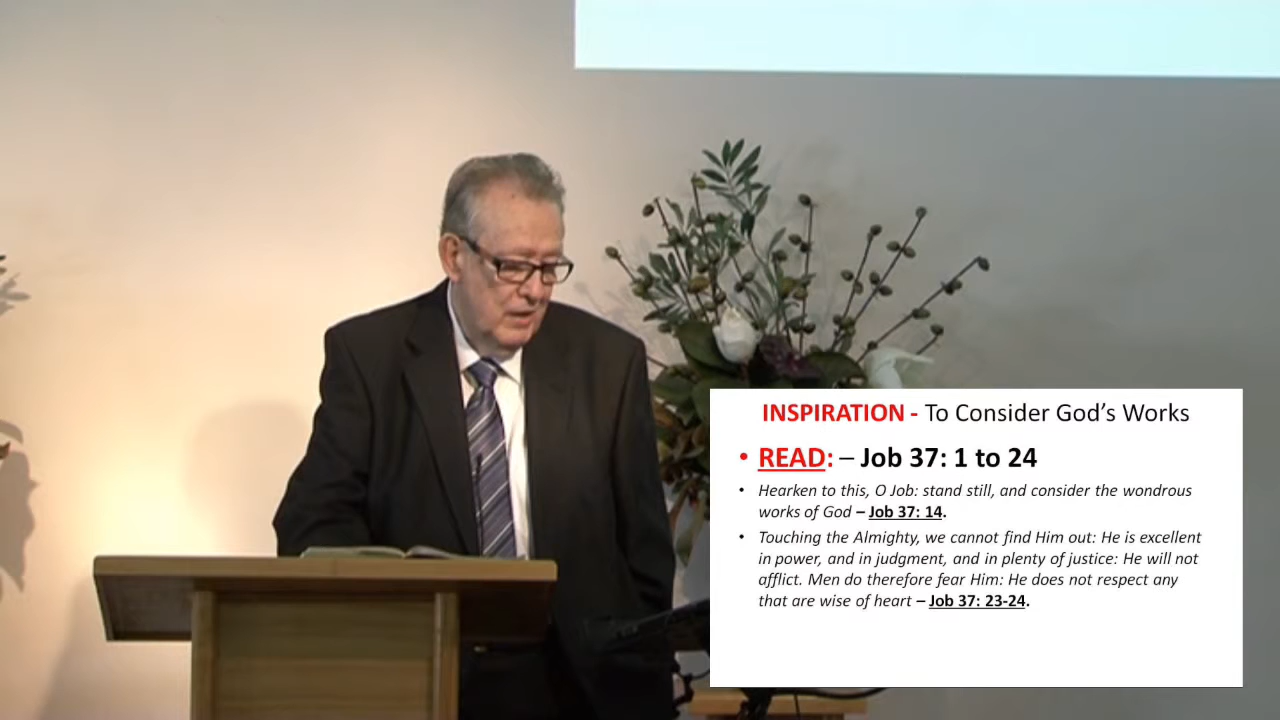 INSPIRATION - To Consider God’s Works
• READ: – Job 37: 1 to 24
• Hearken to this, O Job: stand still, and consider the wondrous
works of God – Job 37: 14.
• Touching the Almighty, we cannot find Him out: He is excellent
in power, and in judgment, and in plenty of justice: He will not
afflict. Men do therefore fear Him: He does not respect any
that are wise of heart – Job 37: 23-24.